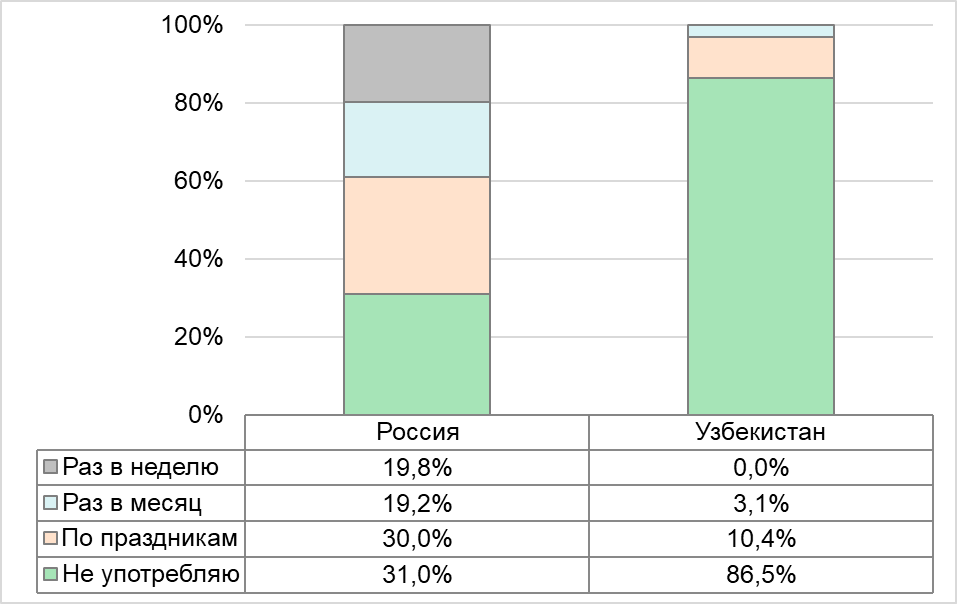 100%
80%
60%
40%
20%
0%
Россия Узбекистан
Раз в неделю 19,8% 0,0%
Раз в месяц 19,2% 3,1%
По праздникам 30,0% 10,4%
Не употребляю 31,0% 86,5%